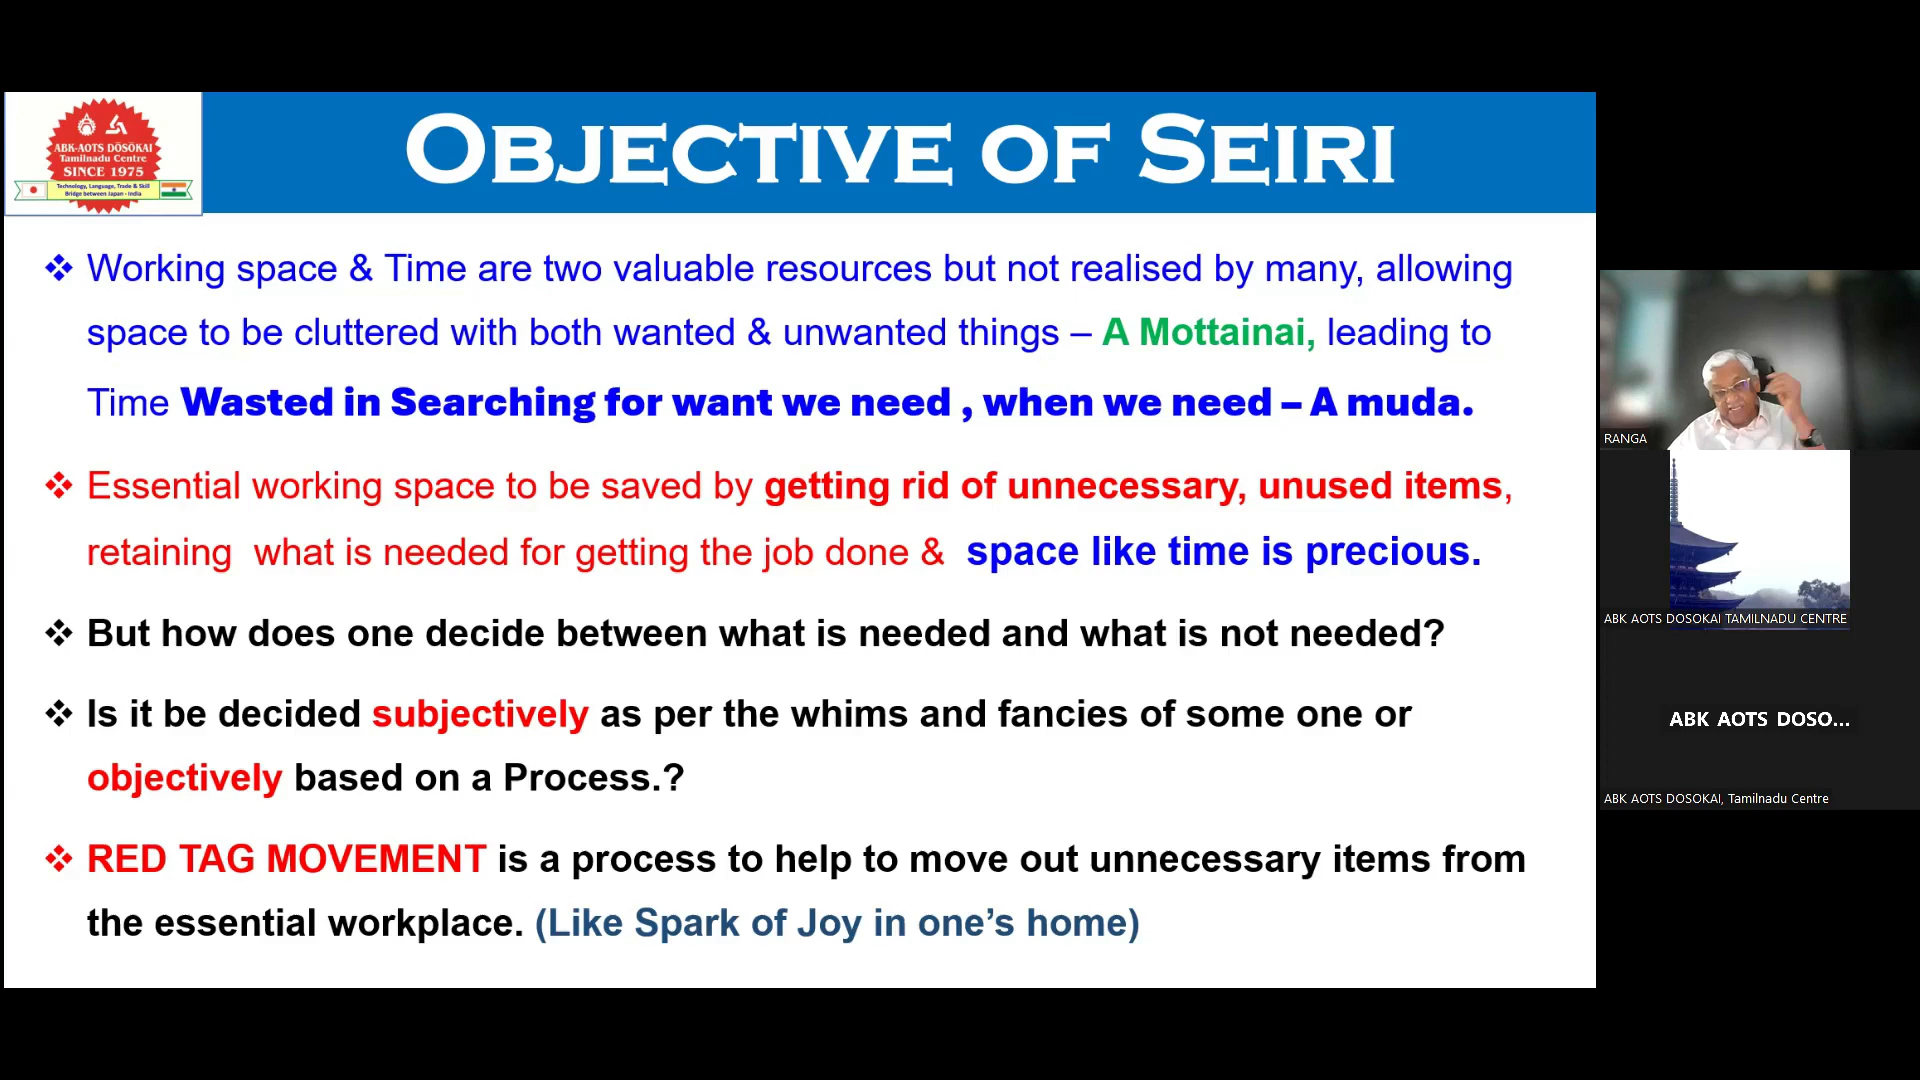 ABK-AOTS DOSOKAI
Tamilnadu Centre
SINCE 1975
Technology, Language, Trade & Skill
Bridge between Japan - India
OBJECTIVE OF SEIRI
❖ Working space & Time are two valuable resources but not realised by many, allowing
space to be cluttered with both wanted & unwanted things – A Mottainai, leading to
Time Wasted in Searching for want we need , when we need – A muda.
❖ Essential working space to be saved by getting rid of unnecessary, unused items,
retaining what is needed for getting the job done & space like time is precious.
❖ But how does one decide between what is needed and what is not needed?
❖ Is it be decided subjectively as per the whims and fancies of some one or
objectively based on a Process.?
❖ RED TAG MOVEMENT is a process to help to move out unnecessary items from
the essential workplace. (Like Spark of Joy in one’s home)
RANGA
ABK AOTS DOSOKAI TAMILNADU CENTRE
ABK AOTS DOSO...
ABK AOTS DOSOKAI, Tamilnadu Centre